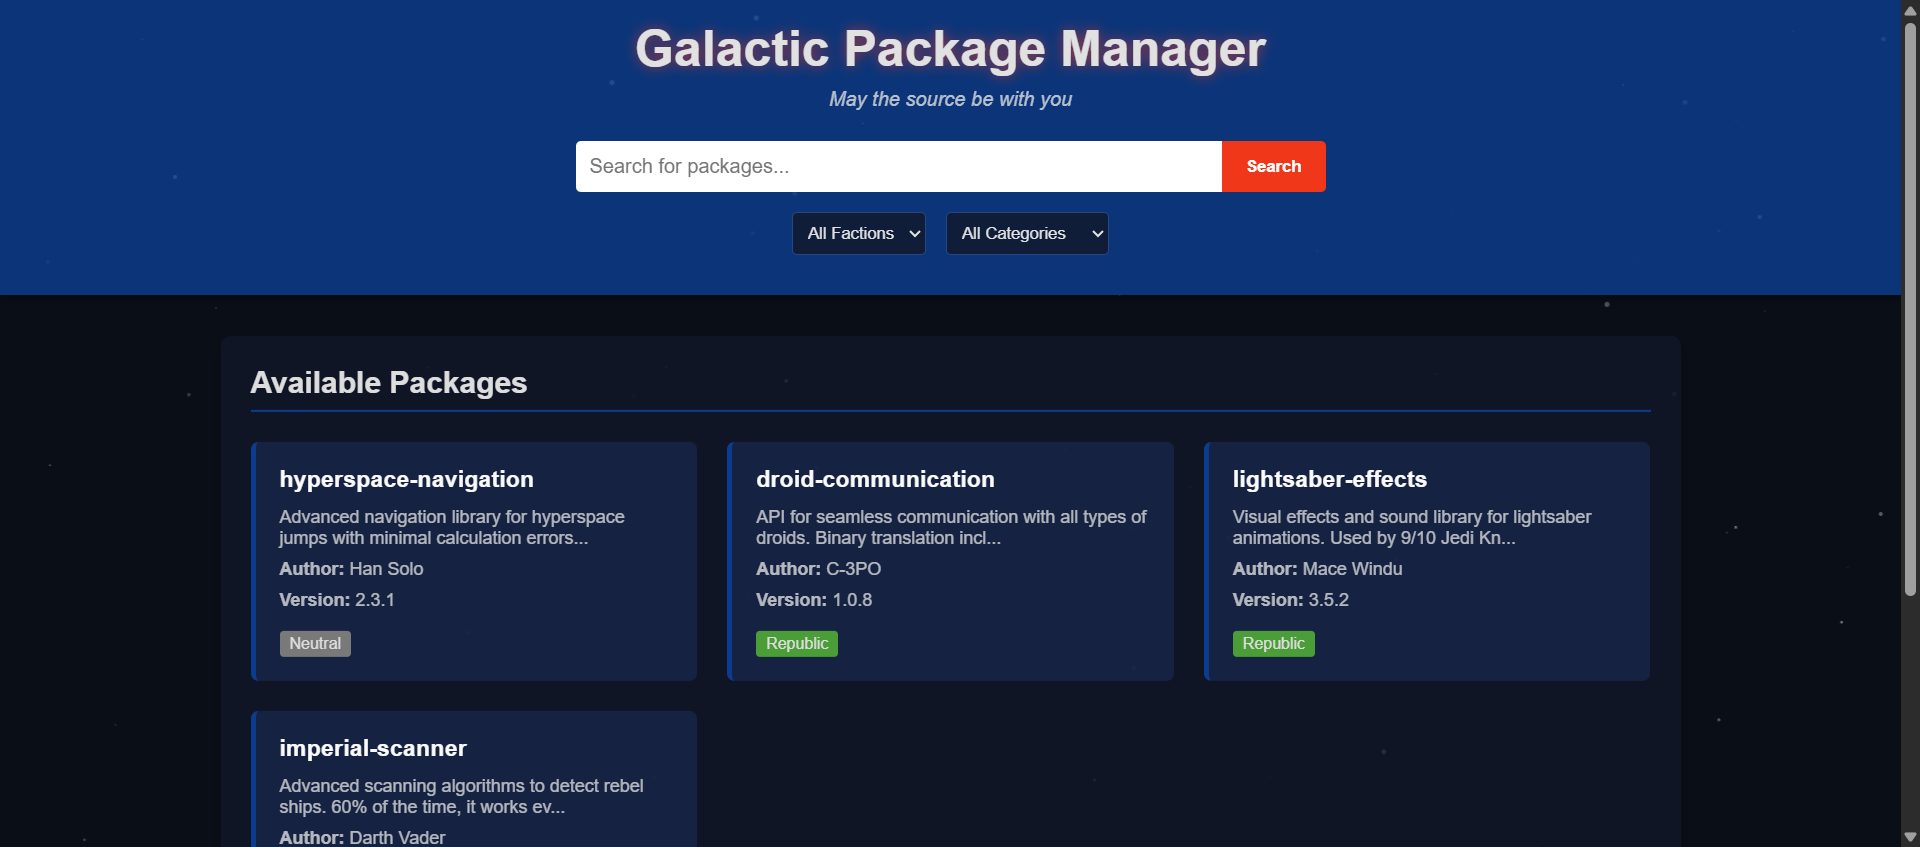 Galactic Package Manager
May the source be with you
Search for packages...
Search
All Factions
All Categories
Available Packages
hyperspace-navigation
Advanced navigation library for hyperspace
jumps with minimal calculation errors...
Author: Han Solo
Version: 2.3.1
Neutral
droid-communication
API for seamless communication with all types of
droids. Binary translation incl...
Author: C-3PO
Version: 1.0.8
Republic
lightsaber-effects
Visual effects and sound library for lightsaber
animations. Used by 9/10 Jedi Kn...
Author: Mace Windu
Version: 3.5.2
Republic
imperial-scanner
Advanced scanning algorithms to detect rebel
ships. 60% of the time, it works ev...
Author: Darth Vader